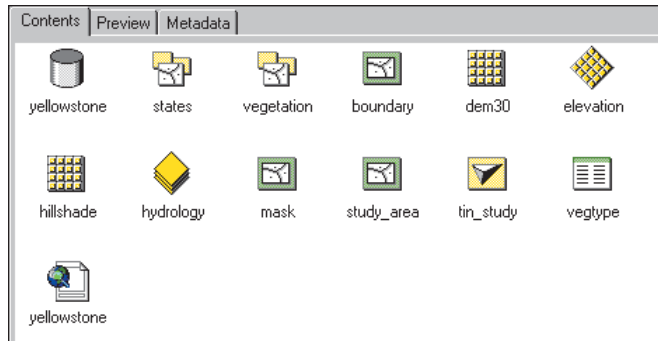 Contents Preview Metadata
yellowstone states vegetation boundary dem30 elevation
hillshade hydrology mask study_area tin_study vegtype
yellowstone